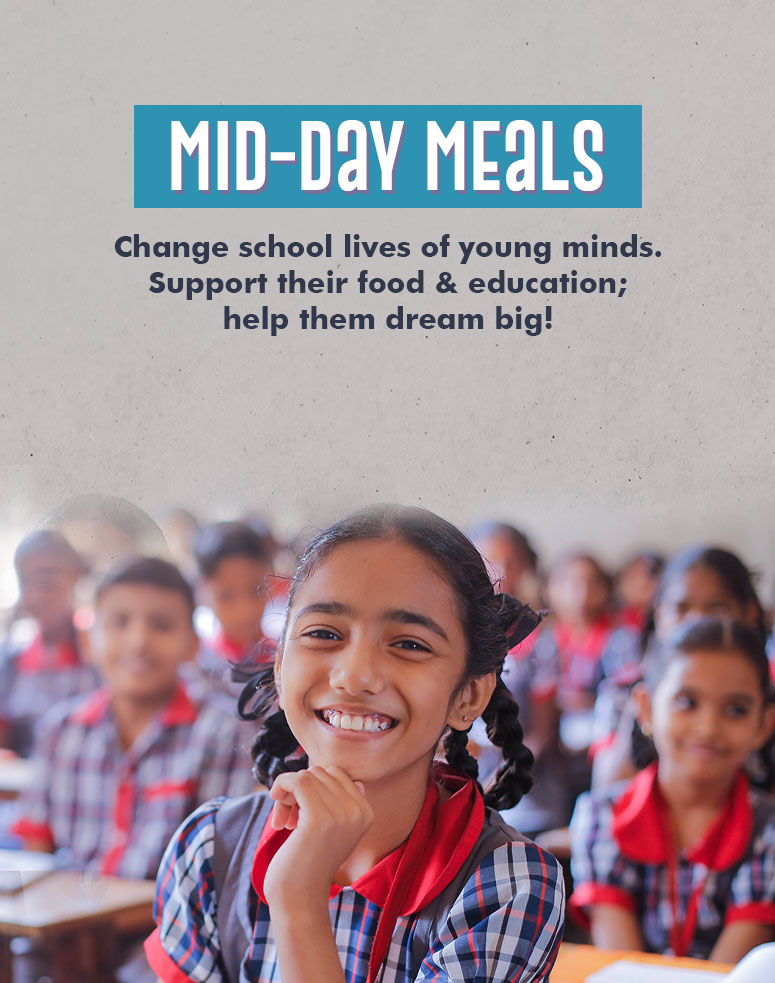 MID-DaY MEaLS
Change school lives of young minds.
Support their food & education;
help them dream big!